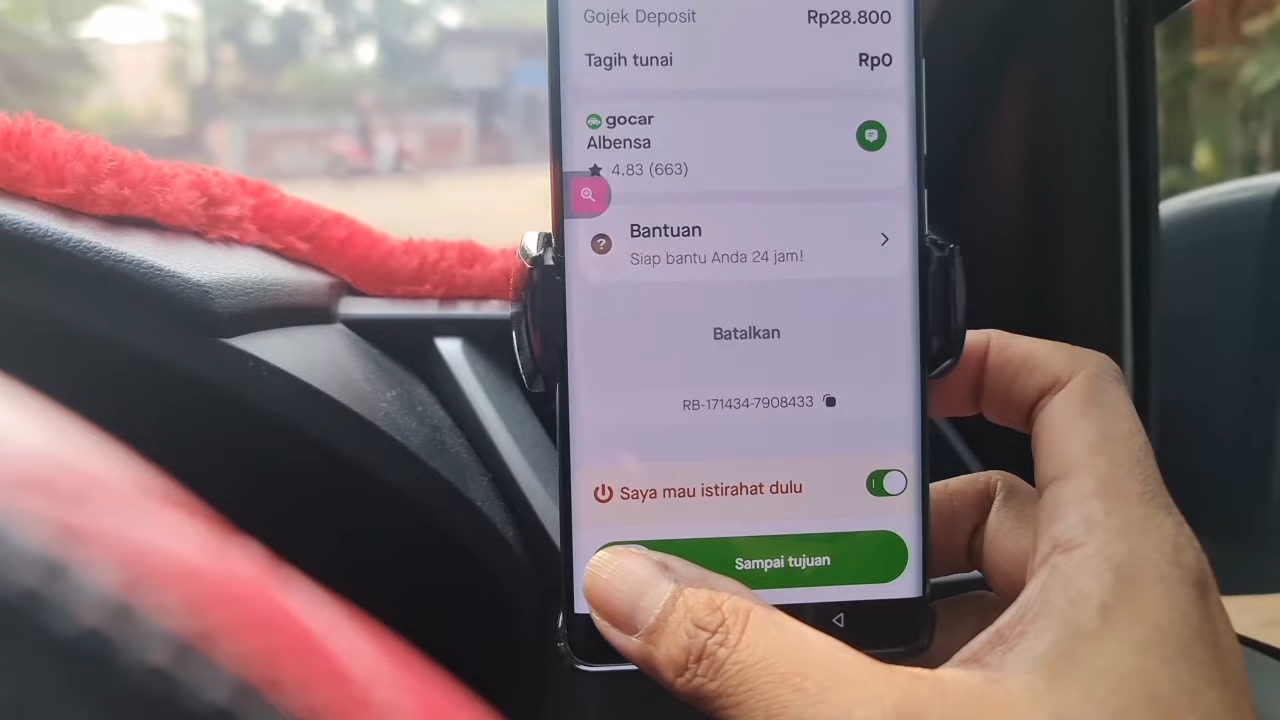 Gojek Deposit Rp28.800
Tagih tunai Rp0
gocar
Albensa
4.83 (663)
? Bantuan
Siap bantu Anda 24 jam!
Batalkan
RB-171434-7908433
Saya mau istirahat dulu
Sampai tujuan